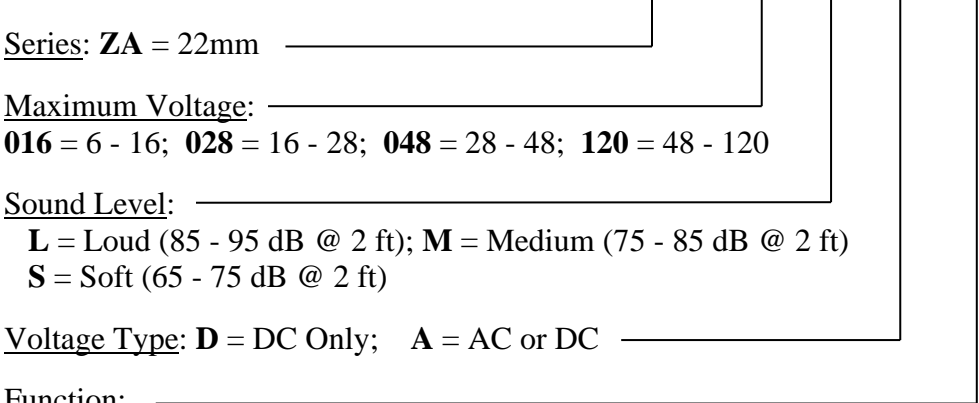 Series: ZA = 22mm
Maximum Voltage:
016 = 6 - 16; 028 = 16 - 28; 048 = 28 - 48; 120 = 48 - 120
Sound Level:
L = Loud (85 - 95 dB @ 2 ft); M = Medium (75 - 85 dB @ 2 ft)
S = Soft (65 - 75 dB @ 2 ft)
Voltage Type: D = DC Only; A = AC or DC
Function: